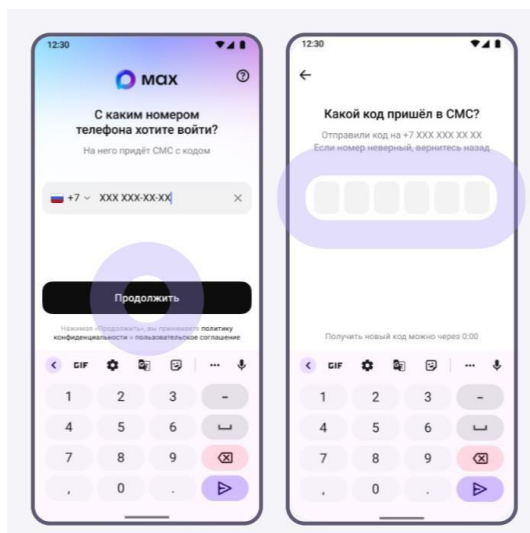 12:30
max
С каким номером
телефона хотите войти?
На него придёт СМС с кодом
+7 XXX XXX-XX-XX
Продолжить
Нажимая «Продолжить», вы принимаете политику
конфиденциальности и пользовательское соглашение
GIF
1 2 3 -
4 5 6
7 8 9
, 0 .
12:30
Какой код пришёл в СМС?
Отправили код на +7 XXX XXX XX XX
Если номер неверный, вернитесь назад
Получить новый код можно через 0:00
GIF
1 2 3 -
4 5 6
7 8 9
, 0 .